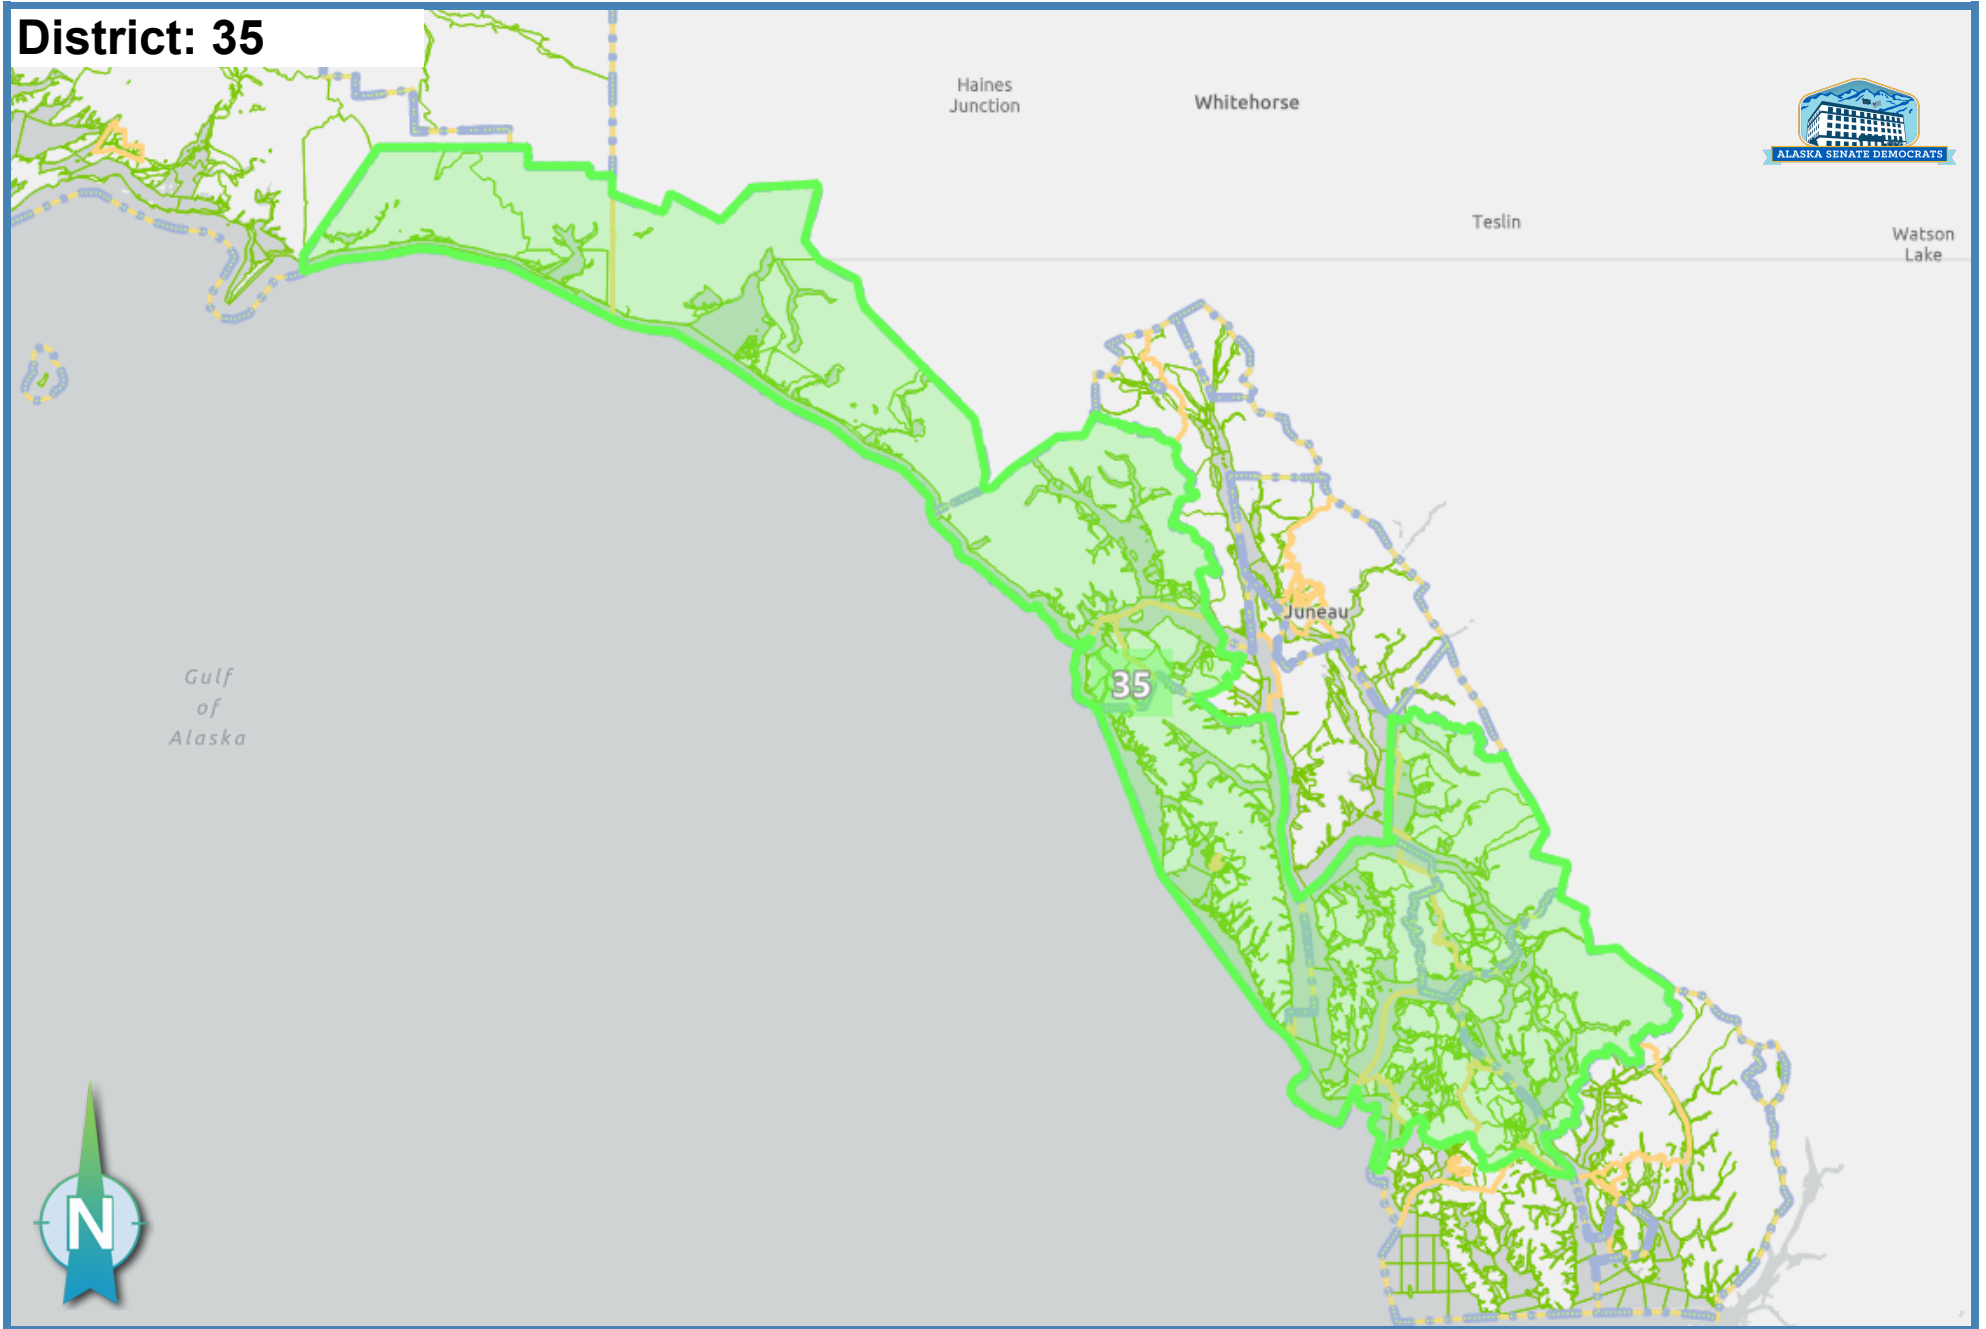 District: 35
Haines
Junction
Whitehorse
ALASKA SENATE DEMOCRATS
Teslin
Watson
Lake
Juneau
35
Gulf
of
Alaska
N